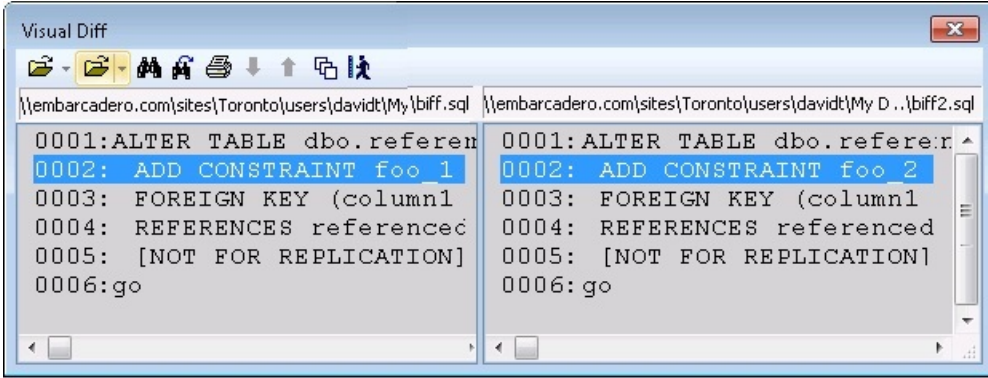 Visual Diff
\\embarcadero.com\sites\Toronto\users\davidt\My\biff.sql
0001:ALTER TABLE dbo.referen
0002: ADD CONSTRAINT foo_1
0003: FOREIGN KEY (column1
0004: REFERENCES referenced
0005: [NOT FOR REPLICATION]
0006:go
\\embarcadero.com\sites\Toronto\users\davidt\My D ..\biff2.sql
0001:ALTER TABLE dbo.referer
0002: ADD CONSTRAINT foo_2
0003: FOREIGN KEY (column1
0004: REFERENCES referenced
0005: [NOT FOR REPLICATION]
0006:go